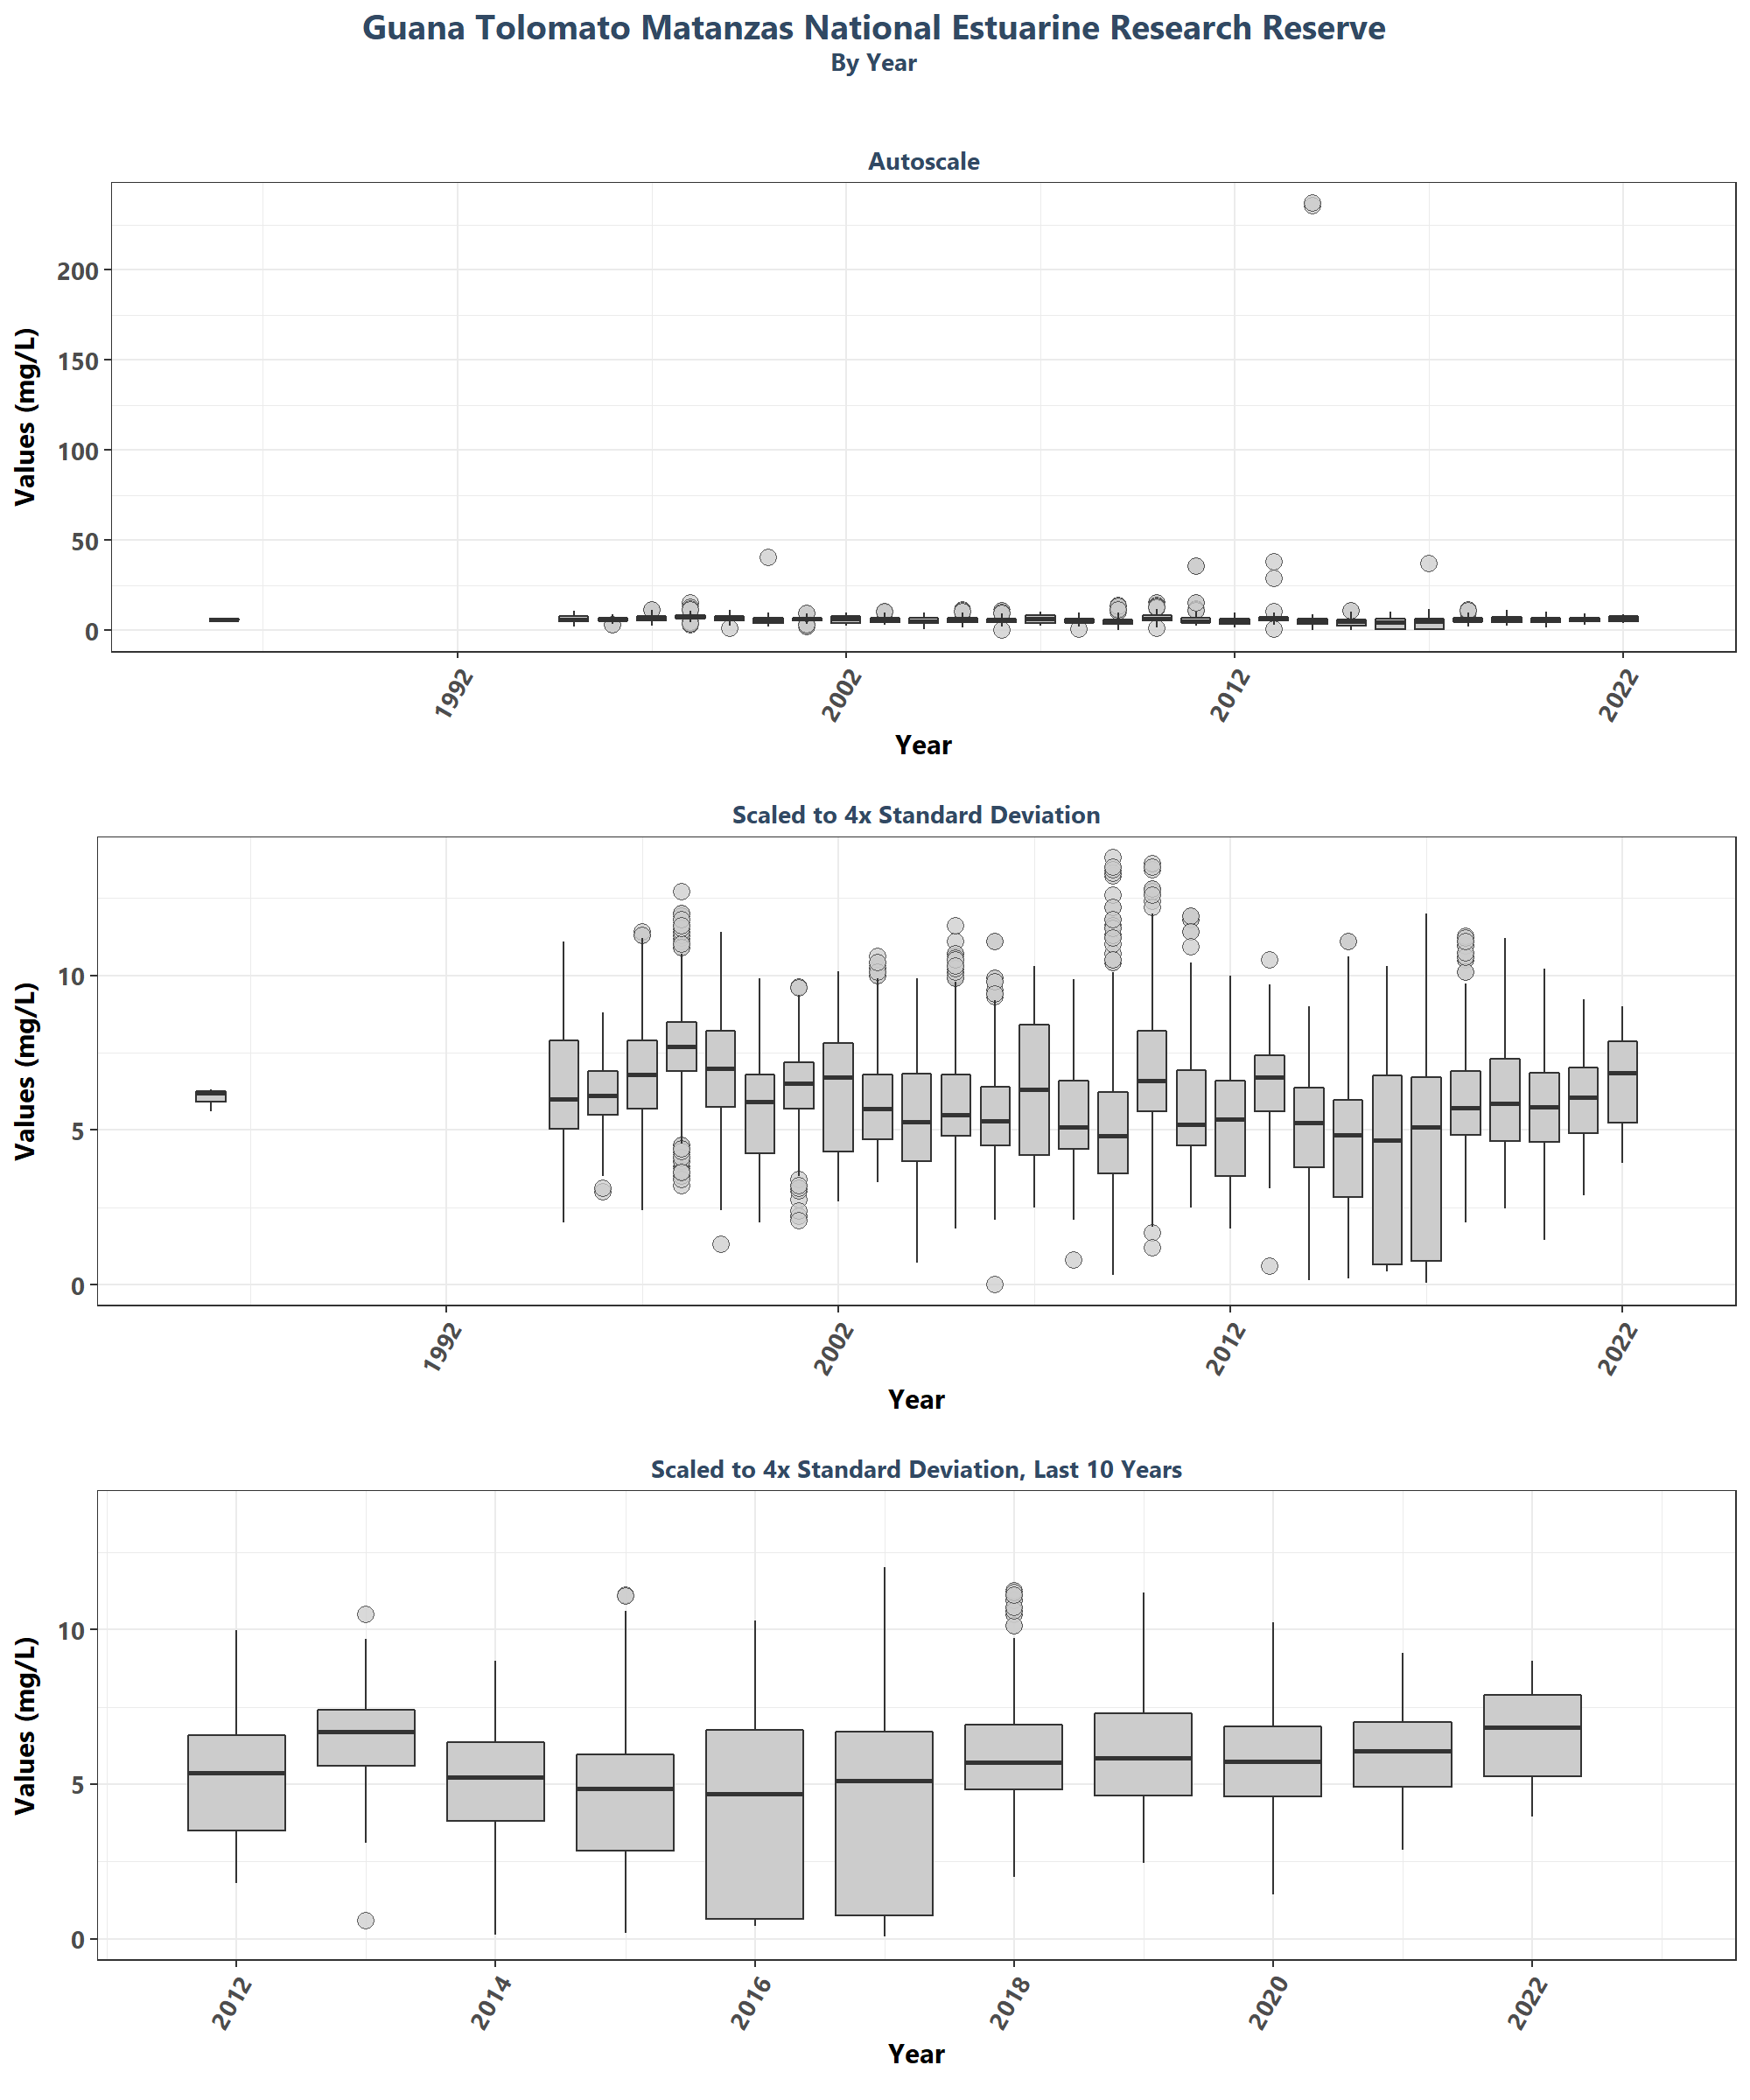 Guana Tolomato Matanzas National Estuarine Research Reserve
By Year
Autoscale
Values (mg/L)
200
150
100
50
0
1992
2002
2012
2022
Year
Scaled to 4x Standard Deviation
Values (mg/L)
10
5
0
1992
2002
2012
2022
Year
Scaled to 4x Standard Deviation, Last 10 Years
Values (mg/L)
10
5
0
2012
2014
2016
2018
2020
2022
Year